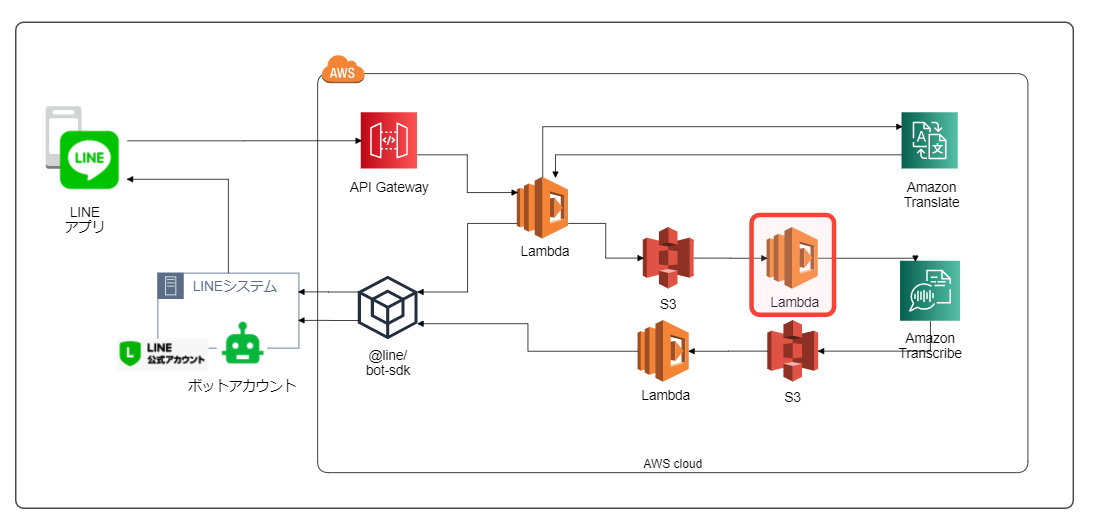 AWS
LINE
LINE
アプリ
API Gateway
Lambda
Amazon
Translate
S3
Lambda
Amazon
Transcribe
LINEシステム
LINE
公式アカウント
ボットアカウント
@line/
bot-sdk
Lambda
S3
AWS cloud